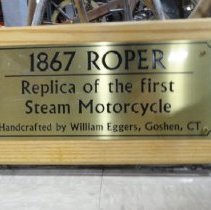 1867 ROPER
Replica of the first
Steam Motorcycle
Handcrafted by William Eggers, Goshen, CT